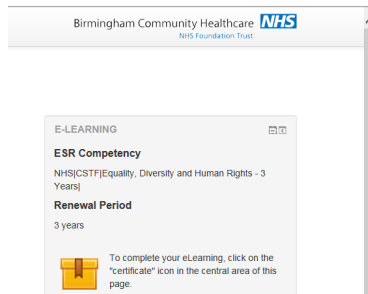 Birmingham Community Healthcare NHS
NHS Foundation Trust
E-LEARNING
ESR Competency
NHS|CSTF|Equality, Diversity and Human Rights - 3
Years|
Renewal Period
3 years
To complete your eLearning, click on the
"certificate" icon in the central area of this
page.